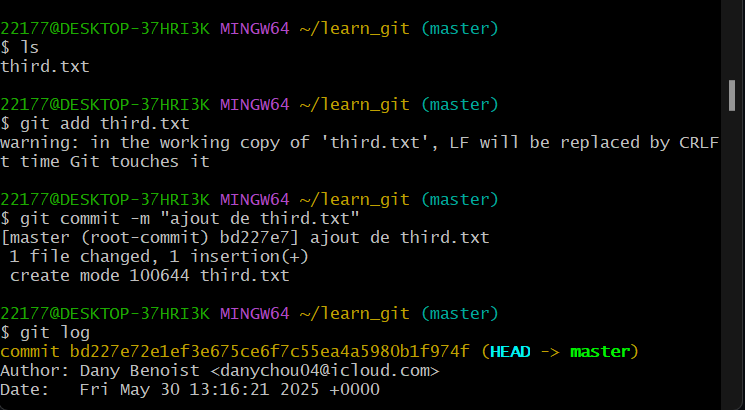 22177@DESKTOP-37HRI3K MINGW64 ~/learn_git (master)
$ ls
third.txt
22177@DESKTOP-37HRI3K MINGW64 ~/learn_git (master)
$ git add third.txt
warning: in the working copy of 'third.txt', LF will be replaced by CRLF
t time Git touches it
22177@DESKTOP-37HRI3K MINGW64 ~/learn_git (master)
$ git commit -m "ajout de third.txt"
[master (root-commit) bd227e7] ajout de third.txt
 1 file changed, 1 insertion(+)
 create mode 100644 third.txt
22177@DESKTOP-37HRI3K MINGW64 ~/learn_git (master)
$ git log
commit bd227e72e1ef3e675ce6f7c55ea4a5980b1f974f (HEAD -> master)
Author: Dany Benoist <danychou04@icloud.com>
Date:   Fri May 30 13:16:21 2025 +0000